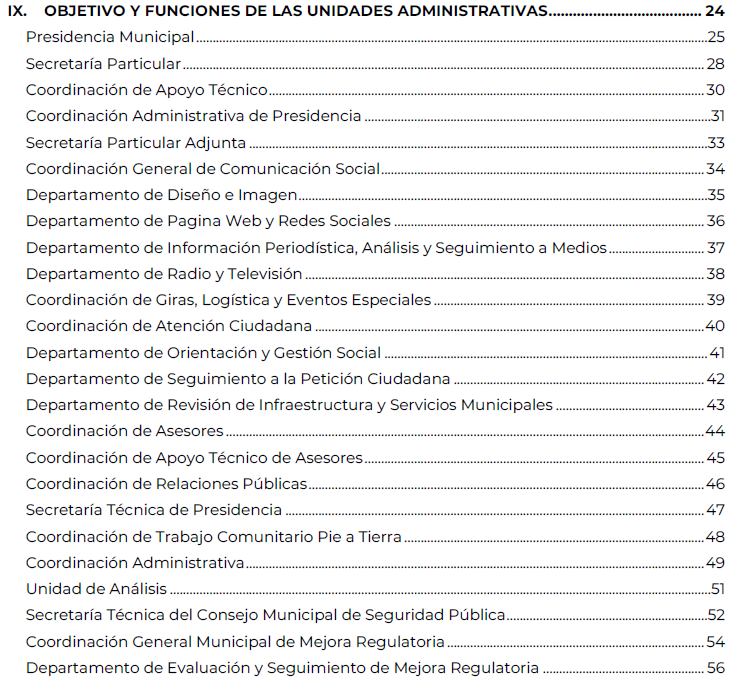 IX. OBJETIVO Y FUNCIONES DE LAS UNIDADES ADMINISTRATIVAS.................................... 24
Presidencia Municipal....................25
Secretaría Particular....................28
Coordinación de Apoyo Técnico....................30
Coordinación Administrativa de Presidencia....................31
Secretaría Particular Adjunta....................33
Coordinación General de Comunicación Social....................34
Departamento de Diseño e Imagen....................35
Departamento de Pagina Web y Redes Sociales....................36
Departamento de Información Periodística, Análisis y Seguimiento a Medios....................37
Departamento de Radio y Televisión....................38
Coordinación de Giras, Logística y Eventos Especiales....................39
Coordinación de Atención Ciudadana....................40
Departamento de Orientación y Gestión Social....................41
Departamento de Seguimiento a la Petición Ciudadana....................42
Departamento de Revisión de Infraestructura y Servicios Municipales....................43
Coordinación de Asesores....................44
Coordinación de Apoyo Técnico de Asesores....................45
Coordinación de Relaciones Públicas....................46
Secretaría Técnica de Presidencia....................47
Coordinación de Trabajo Comunitario Pie a Tierra....................48
Coordinación Administrativa....................49
Unidad de Análisis....................51
Secretaría Técnica del Consejo Municipal de Seguridad Pública....................52
Coordinación General Municipal de Mejora Regulatoria....................54
Departamento de Evaluación y Seguimiento de Mejora Regulatoria....................56